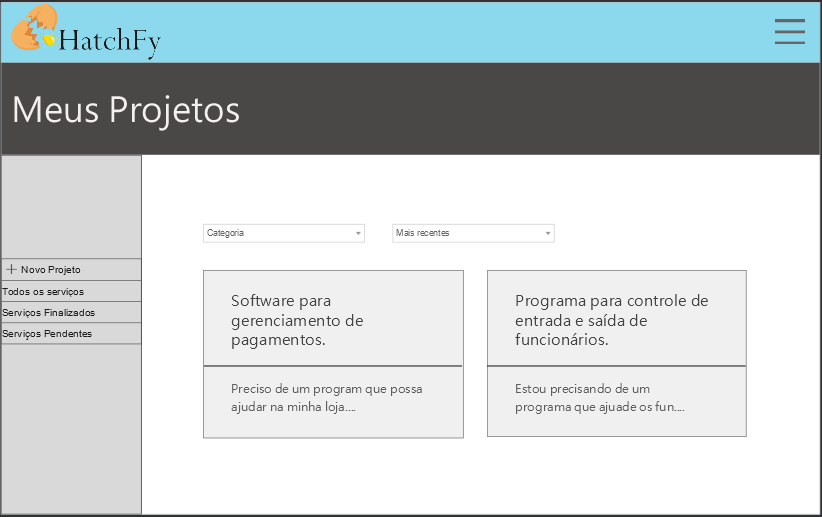 HatchFy
Meus Projetos
Categoria
Mais recentes
Novo Projeto
Todos os serviços
Serviços Finalizados
Serviços Pendentes
Software para
gerenciamento de
pagamentos.
Preciso de um program que possa
ajudar na minha loja....
Programa para controle de
entrada e saída de
funcionários.
Estou precisando de um
programa que ajuade os fun....